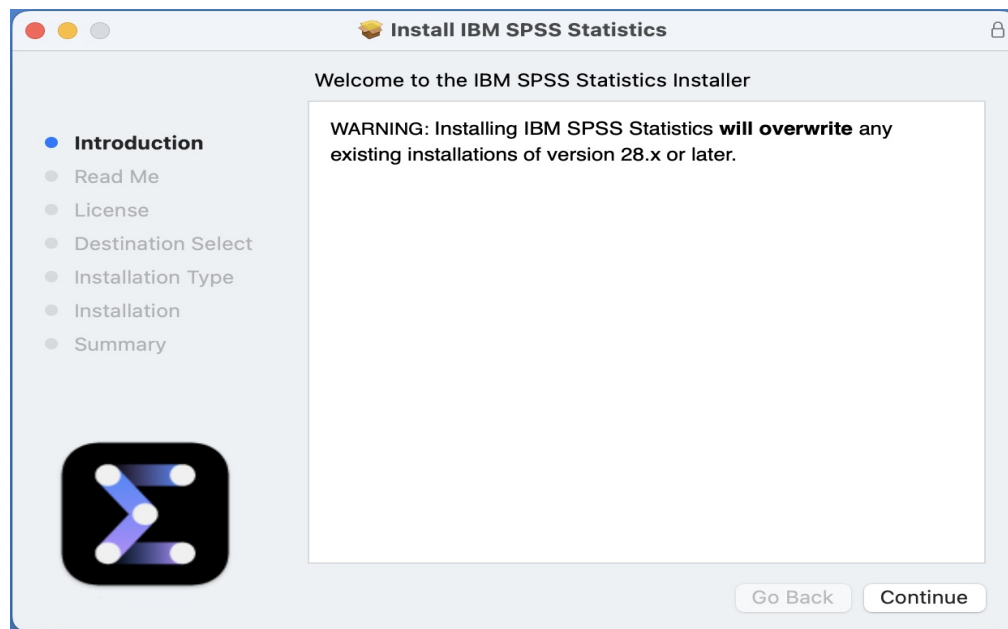 Install IBM SPSS Statistics
Welcome to the IBM SPSS Statistics Installer
Introduction
Read Me
License
Destination Select
Installation Type
Installation
Summary
WARNING: Installing IBM SPSS Statistics will overwrite any
existing installations of version 28.x or later.
Go Back
Continue